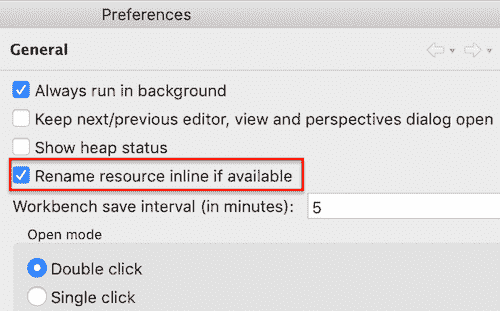 Preferences
General
Always run in background
Keep next/previous editor, view and perspectives dialog open
Show heap status
Rename resource inline if available
Workbench save interval (in minutes): 5
Open mode
Double click
Single click